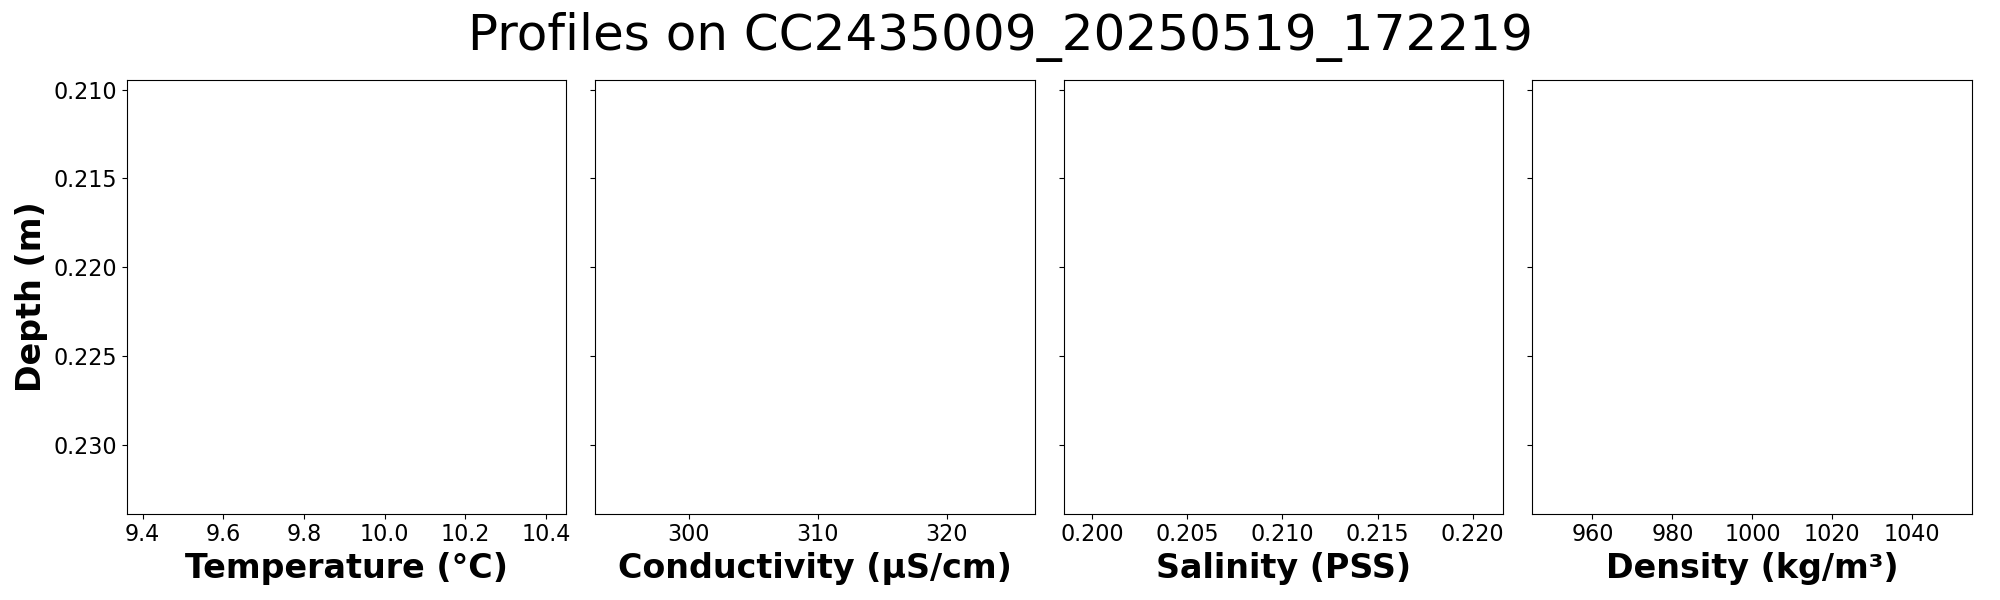 Profiles on CC2435009_20250519_172219
Depth (m)
0.210
0.215
0.220
0.225
0.230
9.4 9.6 9.8 10.0 10.2 10.4
Temperature (°C)
300 310 320
Conductivity (µS/cm)
0.200 0.205 0.210 0.215 0.220
Salinity (PSS)
960 980 1000 1020 1040
Density (kg/m³)